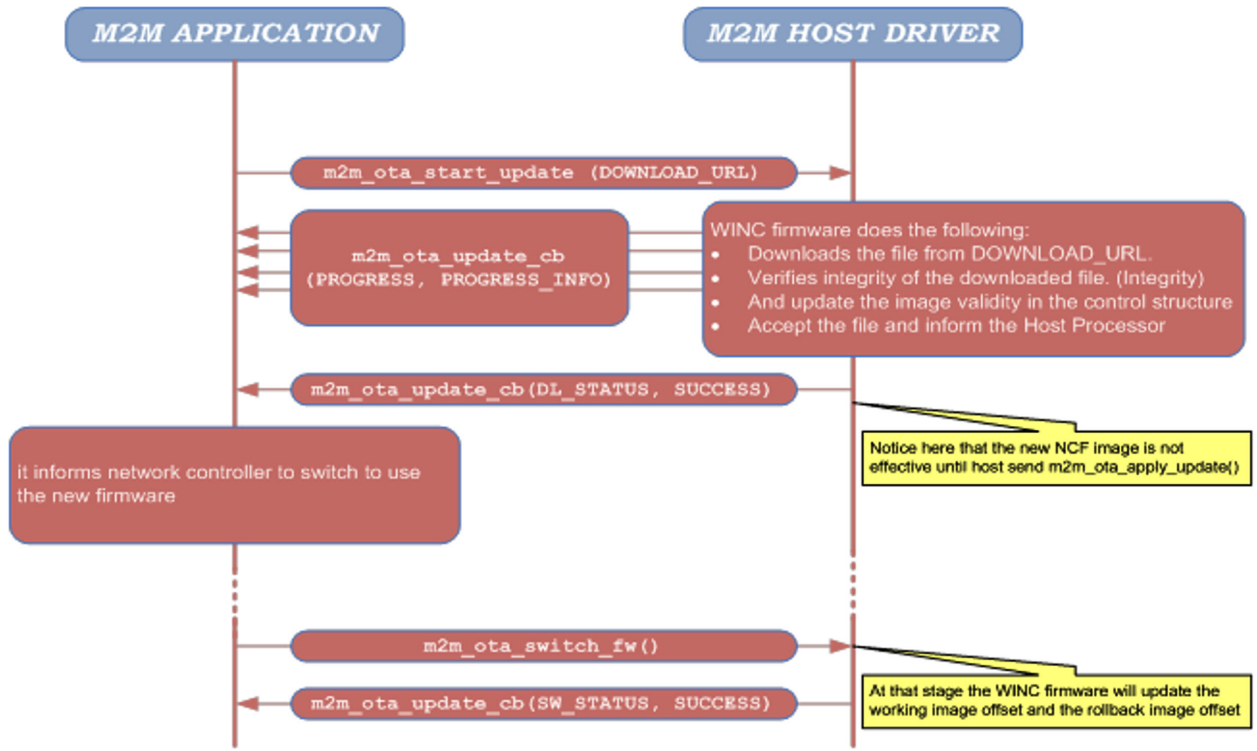 M2M APPLICATION
M2M HOST DRIVER
m2m_ota_start_update (DOWNLOAD_URL)
m2m_ota_update_cb
(PROGRESS, PROGRESS_INFO)
WINC firmware does the following:
• Downloads the file from DOWNLOAD_URL.
• Verifies integrity of the downloaded file. (Integrity)
• And update the image validity in the control structure
• Accept the file and inform the Host Processor
m2m_ota_update_cb(DL_STATUS, SUCCESS)
Notice here that the new NCF image is not
effective until host send m2m_ota_apply_update()
it informs network controller to switch to use
the new firmware
m2m_ota_switch_fw()
m2m_ota_update_cb(SW_STATUS, SUCCESS)
At that stage the WINC firmware will update the
working image offset and the rollback image offset